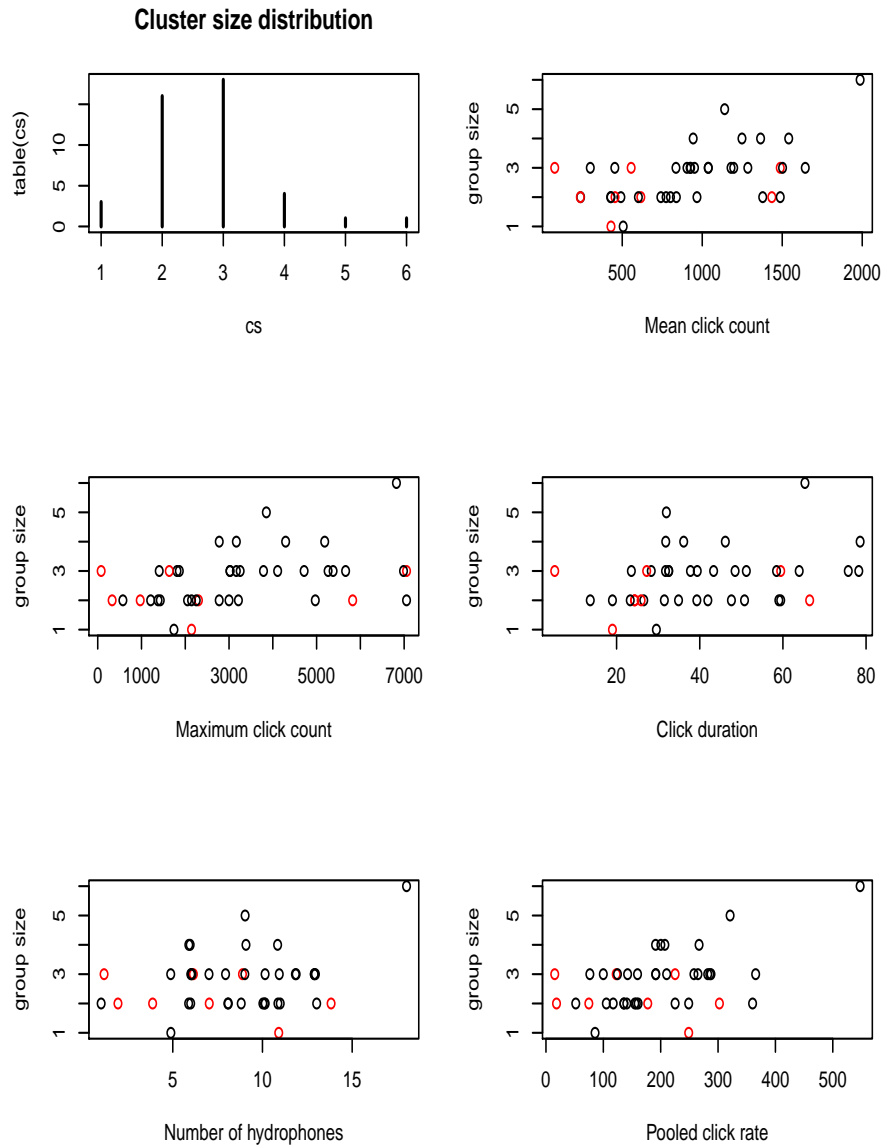 Cluster size distribution
table(cs)
0 5 10
1 2 3 4 5 6
cs
group size
1 3 5
500 1000 1500 2000
Mean click count
group size
1 3 5
0 1000 3000 5000 7000
Maximum click count
group size
1 3 5
20 40 60 80
Click duration
group size
1 3 5
5 10 15
Number of hydrophones
group size
1 3 5
0 100 200 300 400 500
Pooled click rate